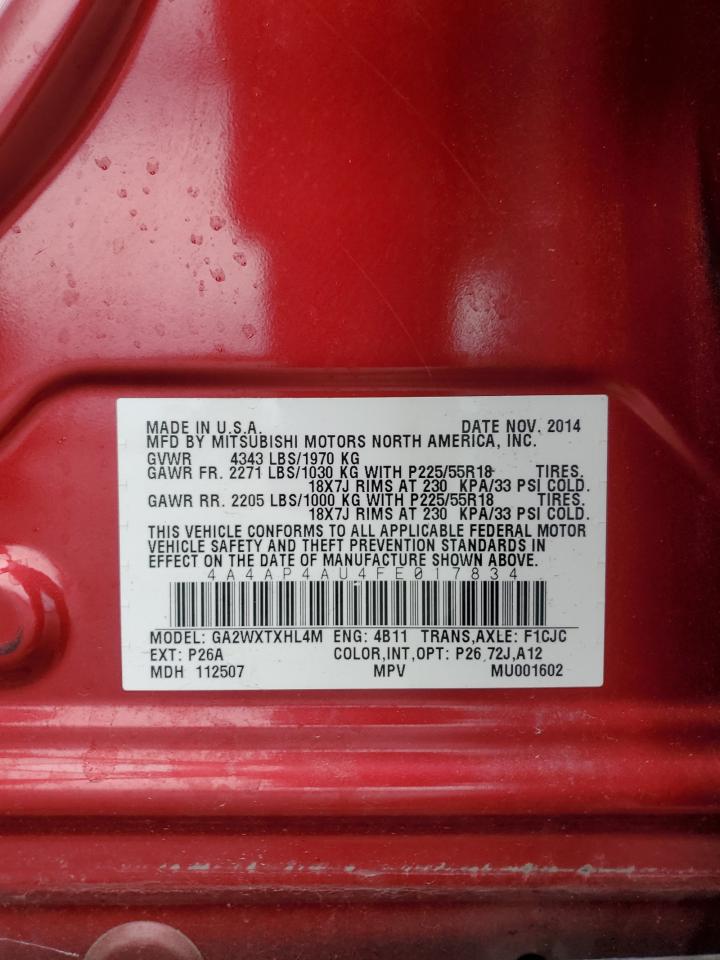 MADE IN U.S.A. DATE NOV. 2014
MFD BY MITSUBISHI MOTORS NORTH AMERICA, INC.
GVWR 4343 LBS/1970 KG
GAWR FR. 2271 LBS/1030 KG WITH P225/55R18 TIRES.
18X7J RIMS AT 230 KPA/33 PSI COLD.
GAWR RR. 2205 LBS/1000 KG WITH P225/55R18 TIRES.
18X7J RIMS AT 230 KPA/33 PSI COLD.
THIS VEHICLE CONFORMS TO ALL APPLICABLE FEDERAL MOTOR
VEHICLE SAFETY AND THEFT PREVENTION STANDARDS IN
EFFECT ON THE DATE OF MANUFACTURE SHOWN ABOVE.
4A4AP4AU4FE017834
MODEL: GA2WXTXHL4M ENG: 4B11 TRANS,AXLE: F1CJC
EXT: P26A COLOR,INT,OPT: P26,72J,A12
MDH 112507 MPV MU001602